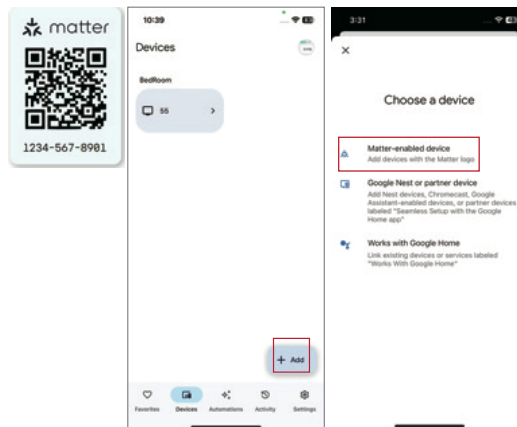 matter
1234-567-8901
10:39
Devices
BedRoom
55
+ Add
Favorites Devices Automations Activity Settings
3:31
Choose a device
Matter-enabled device
Add devices with the Matter logo
Google Nest or partner device
Add Nest devices, Chromecast, Google
Assistant-enabled devices, or partner devices
labeled "Seamless Setup with the Google
Home app"
Works with Google Home
Link existing devices or services labeled
"Works With Google Home"